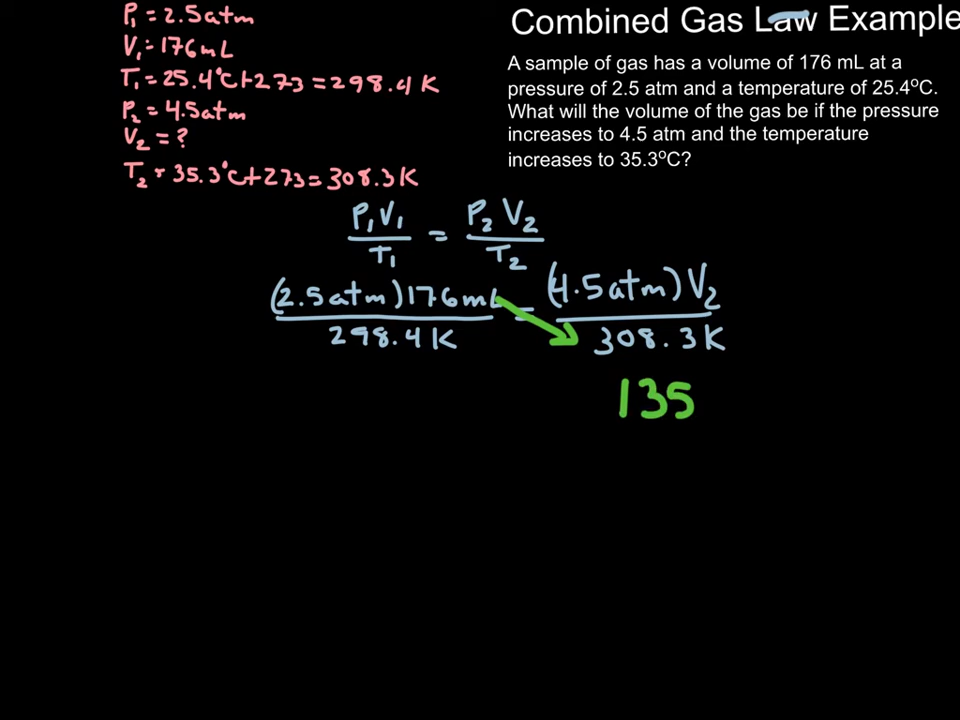 P₁ = 2.5atm
V₁ = 176mL
T₁ = 25.4°C+273 = 298.4 K
P₂ = 4.5atm
V₂ = ?
T₂ = 35.3°C+273 = 308.3K
Combined Gas Law Example
A sample of gas has a volume of 176 mL at a
pressure of 2.5 atm and a temperature of 25.4°C.
What will the volume of the gas be if the pressure
increases to 4.5 atm and the temperature
increases to 35.3°C?
P₁V₁ = P₂V₂
T₁ T₂
(2.5atm)176mL = (4.5atm)V₂
298.4K 308.3K
135